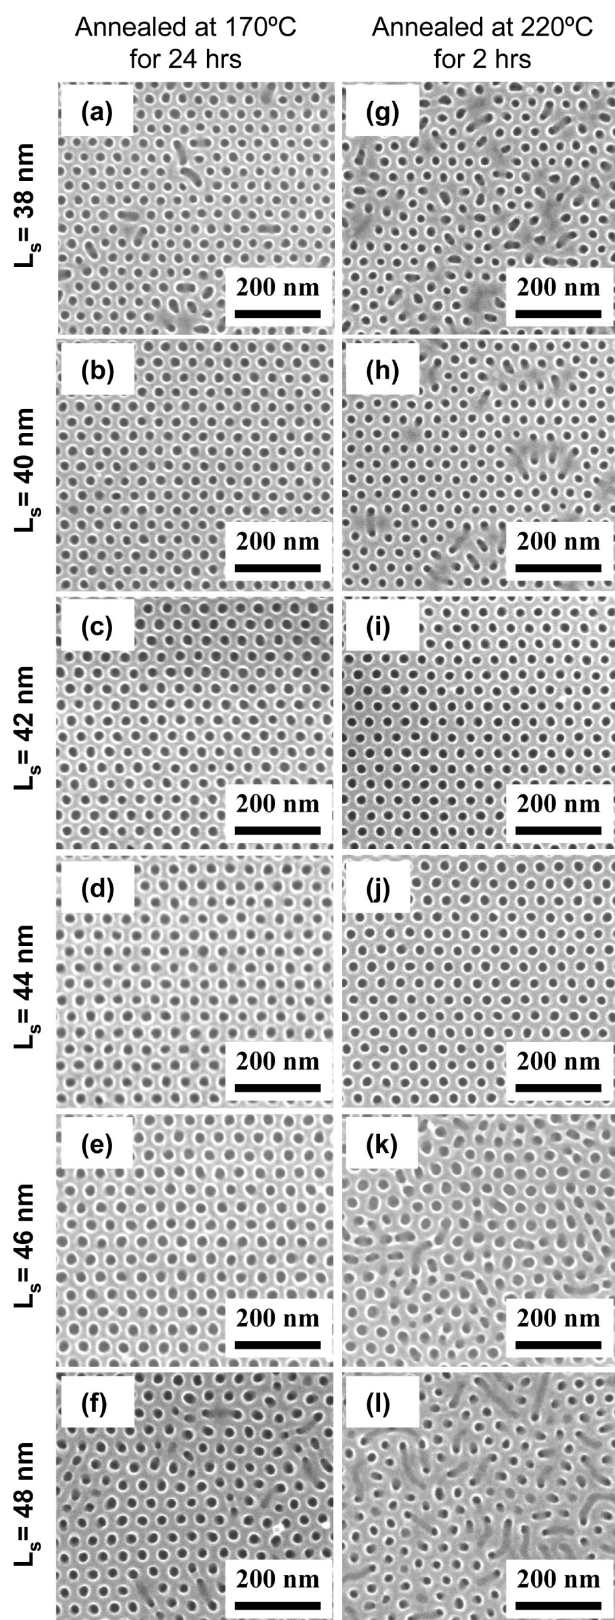 Annealed at 170ºC
for 24 hrs
Annealed at 220ºC
for 2 hrs
Lₛ= 38 nm
(a)
200 nm
(g)
200 nm
Lₛ= 40 nm
(b)
200 nm
(h)
200 nm
Lₛ= 42 nm
(c)
200 nm
(i)
200 nm
Lₛ= 44 nm
(d)
200 nm
(j)
200 nm
Lₛ= 46 nm
(e)
200 nm
(k)
200 nm
Lₛ= 48 nm
(f)
200 nm
(l)
200 nm